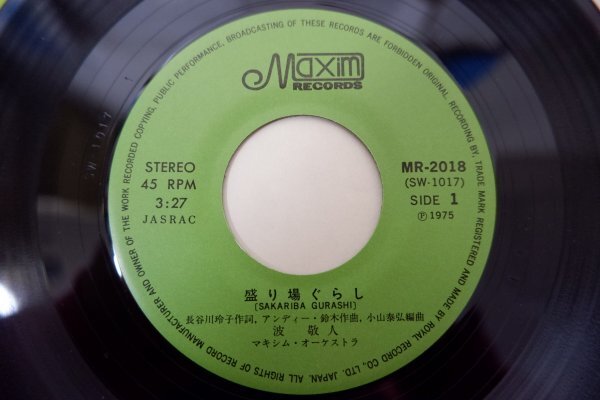 Maxim
RECORDS
STEREO
45 RPM
3:27
JASRAC
MR-2018
(SW-1017)
SIDE 1
Ⓟ 1975
盛り場ぐらし
[SAKARIBA GURASHI]
長谷川玲子作詞, アンディー・鈴木作曲, 小山泰弘編曲
波 敬人
マキシム・オーケストラ
ORIGINAL RECORDING BY, TRADE MARK REGISTERED AND MADE BY ROYAL RECORD CO., LTD. JAPAN. ALL RIGHTS OF RECORD MANUFACTURER AND OWNER OF THE WORK RECORDED COPYING, PUBLIC PERFORMANCE, BROADCASTING OF THESE RECORDS ARE FORBIDDEN
SW 1017